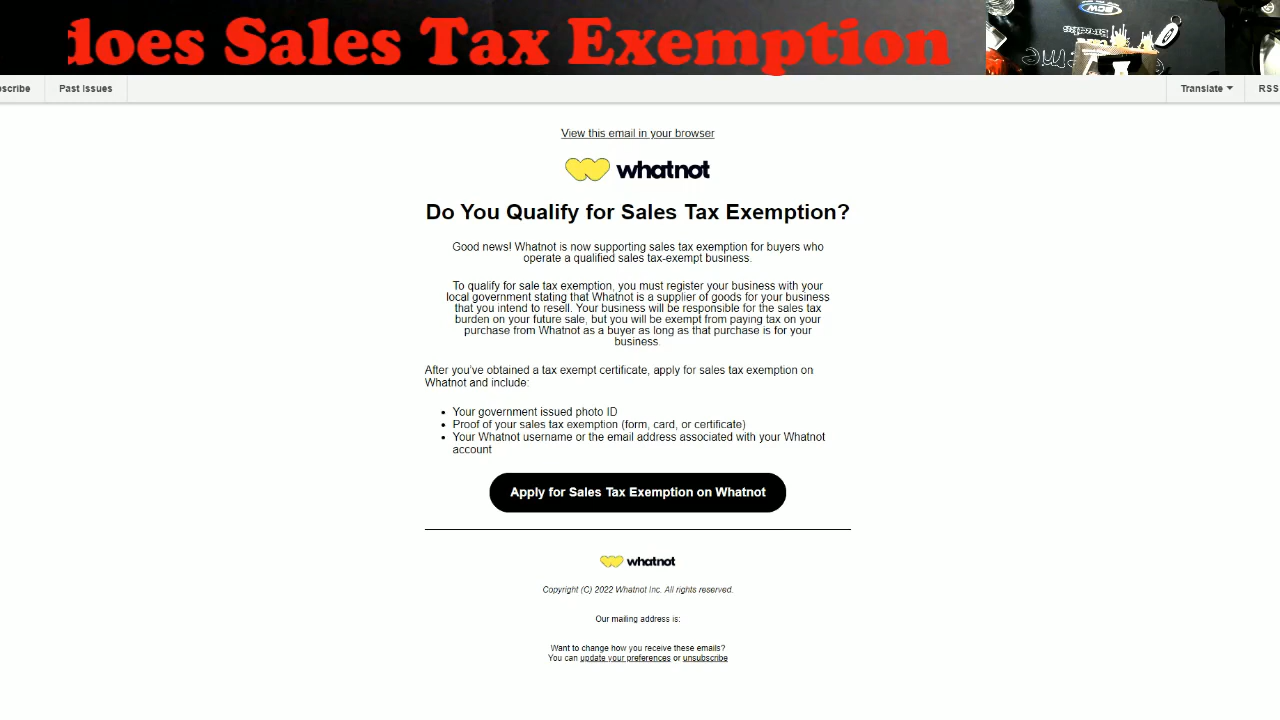 does Sales Tax Exemption
BCW
scribe
Past Issues
Translate
RSS
View this email in your browser
whatnot
Do You Qualify for Sales Tax Exemption?
Good news! Whatnot is now supporting sales tax exemption for buyers who
operate a qualified sales tax-exempt business.
To qualify for sale tax exemption, you must register your business with your
local government stating that Whatnot is a supplier of goods for your business
that you intend to resell. Your business will be responsible for the sales tax
burden on your future sale, but you will be exempt from paying tax on your
purchase from Whatnot as a buyer as long as that purchase is for your
business.
After you've obtained a tax exempt certificate, apply for sales tax exemption on
Whatnot and include:
• Your government issued photo ID
• Proof of your sales tax exemption (form, card, or certificate)
• Your Whatnot username or the email address associated with your Whatnot
account
Apply for Sales Tax Exemption on Whatnot
whatnot
Copyright (C) 2022 Whatnot Inc. All rights reserved.
Our mailing address is:
Want to change how you receive these emails?
You can update your preferences or unsubscribe